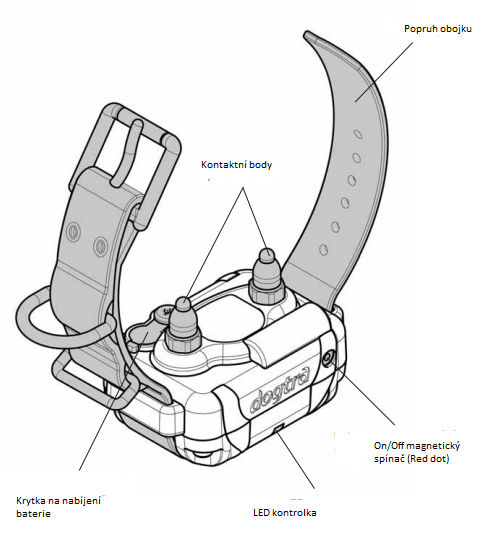 Popruh obojku
Kontaktní body
dogtra
On/Off magnetický
spínač (Red dot)
Krytka na nabíjení
baterie
LED kontrolka